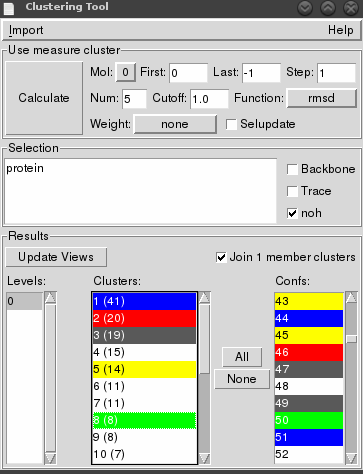 Clustering Tool
Import Help
Use measure cluster
Calculate
Mol: 0 First: 0 Last: -1 Step: 1
Num: 5 Cutoff: 1.0 Function: rmsd
Weight: none Selupdate
Selection
protein
Backbone
Trace
noh
Results
Update Views Join 1 member clusters
Levels: Clusters: Confs:
0
1 (41)
2 (20)
3 (19)
4 (15)
5 (14)
6 (11)
7 (11)
8 (8)
9 (8)
10 (7)
All
None
43
44
45
46
47
48
49
50
51
52